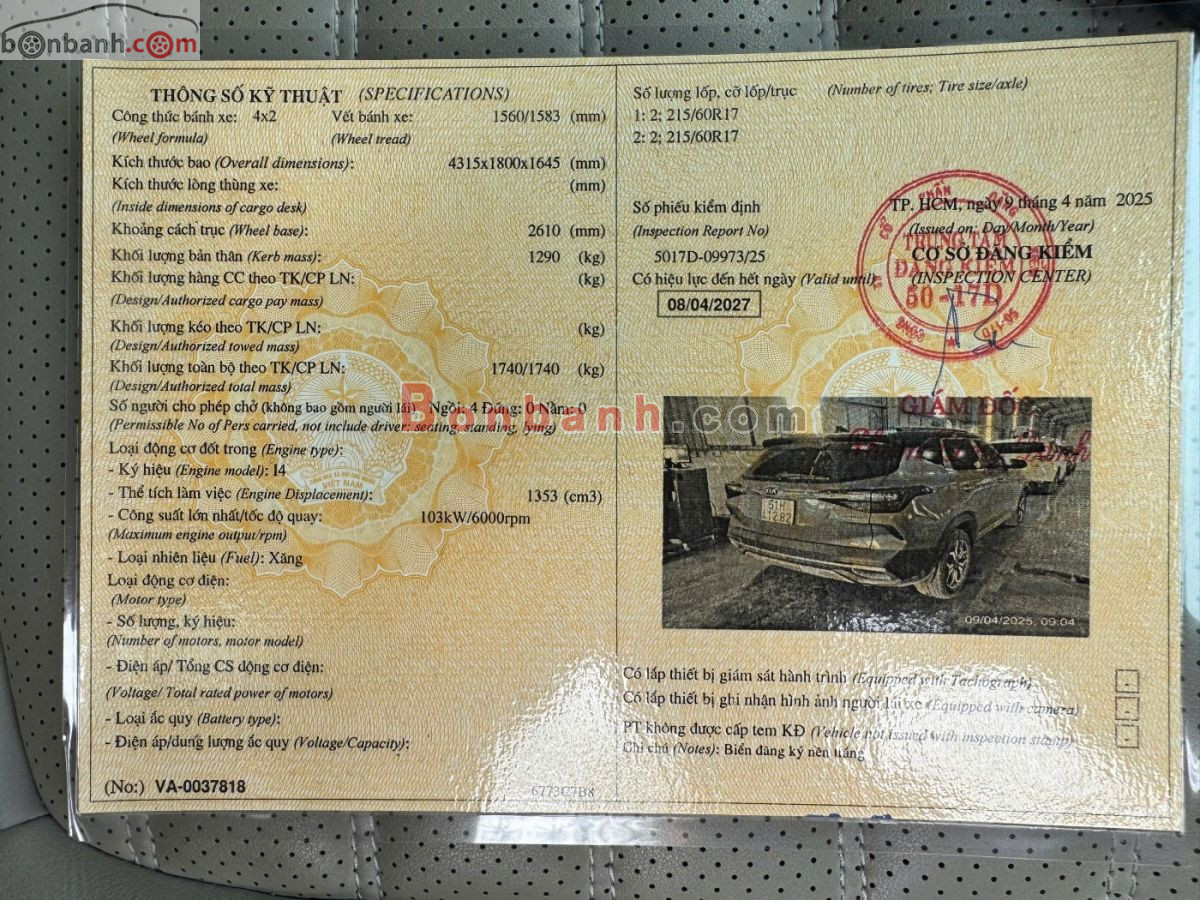 bonbanh.com
THÔNG SỐ KỸ THUẬT (SPECIFICATIONS)
Công thức bánh xe: 4x2 Vết bánh xe: 1560/1583 (mm)
(Wheel formula) (Wheel tread)
Kích thước bao (Overall dimensions): 4315x1800x1645 (mm)
Kích thước lòng thùng xe: (mm)
(Inside dimensions of cargo desk)
Khoảng cách trục (Wheel base): 2610 (mm)
Khối lượng bản thân (Kerb mass): 1290 (kg)
Khối lượng hàng CC theo TK/CP LN: (kg)
(Design/Authorized cargo pay mass)
Khối lượng kéo theo TK/CP LN: (kg)
(Design/Authorized towed mass)
Khối lượng toàn bộ theo TK/CP LN: 1740/1740 (kg)
(Design/Authorized total mass)
Số người cho phép chở (không bao gồm người lái) Ngồi: 4 Đứng: 0 Nằm: 0
(Permissible No of Pers carried, not include driver seating, standing, lying)
Loại động cơ đốt trong (Engine type):
- Ký hiệu (Engine model): I4
- Thể tích làm việc (Engine Displacement): 1353 (cm3)
- Công suất lớn nhất/tốc độ quay: 103kW/6000rpm
(Maximum engine output/rpm)
- Loại nhiên liệu (Fuel): Xăng
Loại động cơ điện:
(Motor type)
- Số lượng, ký hiệu:
(Number of motors, motor model)
- Điện áp/ Tổng CS động cơ điện:
(Voltage/ Total rated power of motors)
- Loại ắc quy (Battery type):
- Điện áp/dung lượng ắc quy (Voltage/Capacity):
(No:) VA-0037818
6773C7B8
VIỆT NAM
Bonbanh.com
Số lượng lốp, cỡ lốp/trục (Number of tires; Tire size/axle)
1: 2; 215/60R17
2: 2; 215/60R17
TP. HCM, ngày 9 tháng 4 năm 2025
(Issued on: Day/Month/Year)
CƠ SỞ ĐĂNG KIỂM
(INSPECTION CENTER)
Số phiếu kiểm định
(Inspection Report No)
5017D-09973/25
Có hiệu lực đến hết ngày (Valid until)
08/04/2027
TRUNG TÂM
ĐĂNG KIỂM
50-17D
GIÁM ĐỐC
51H
09/04/2025, 09:04
Có lắp thiết bị giám sát hành trình (Equipped with Tachograph)
Có lắp thiết bị ghi nhận hình ảnh người lái xe (Equipped with camera)
PT không được cấp tem KĐ (Vehicle not issued with inspection stamp)
Ghi chú (Notes): Biển đăng ký nền trắng